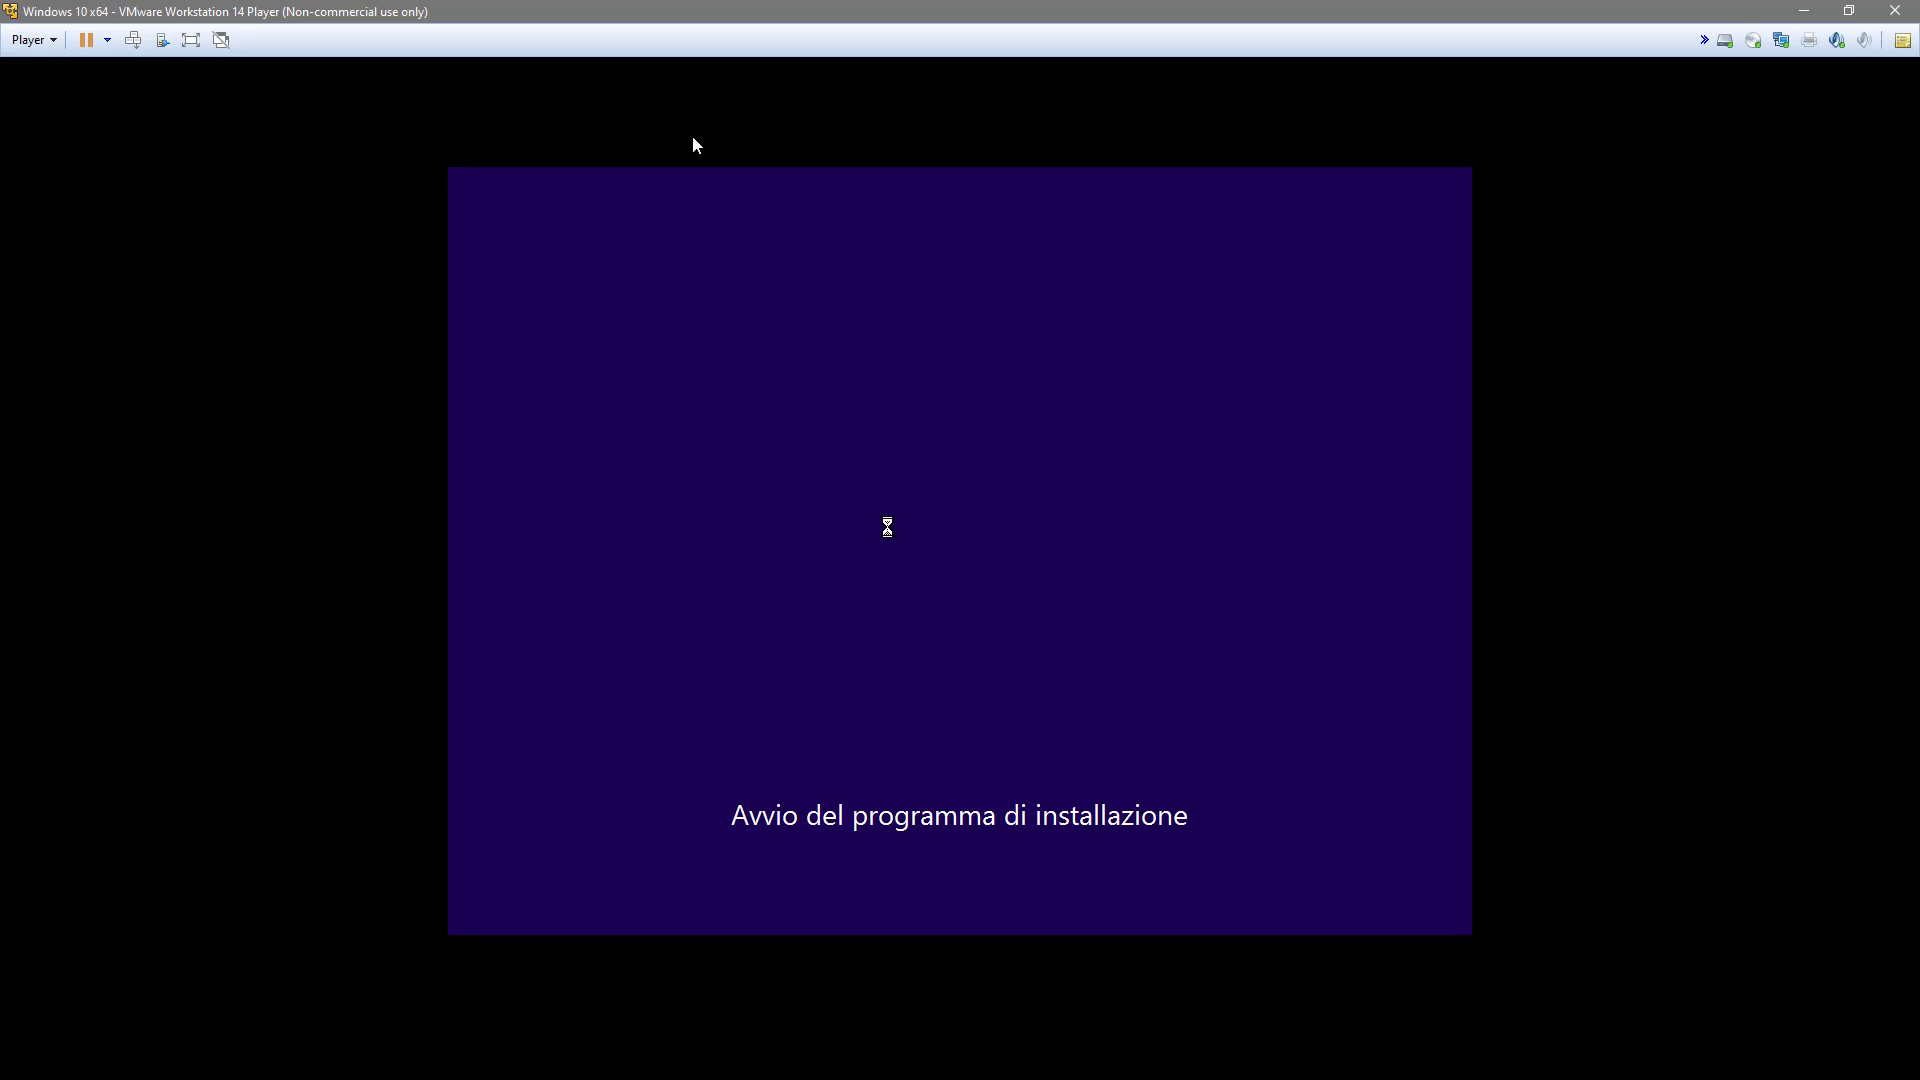 Windows 10 x64 - VMware Workstation 14 Player (Non-commercial use only)
Player
Avvio del programma di installazione